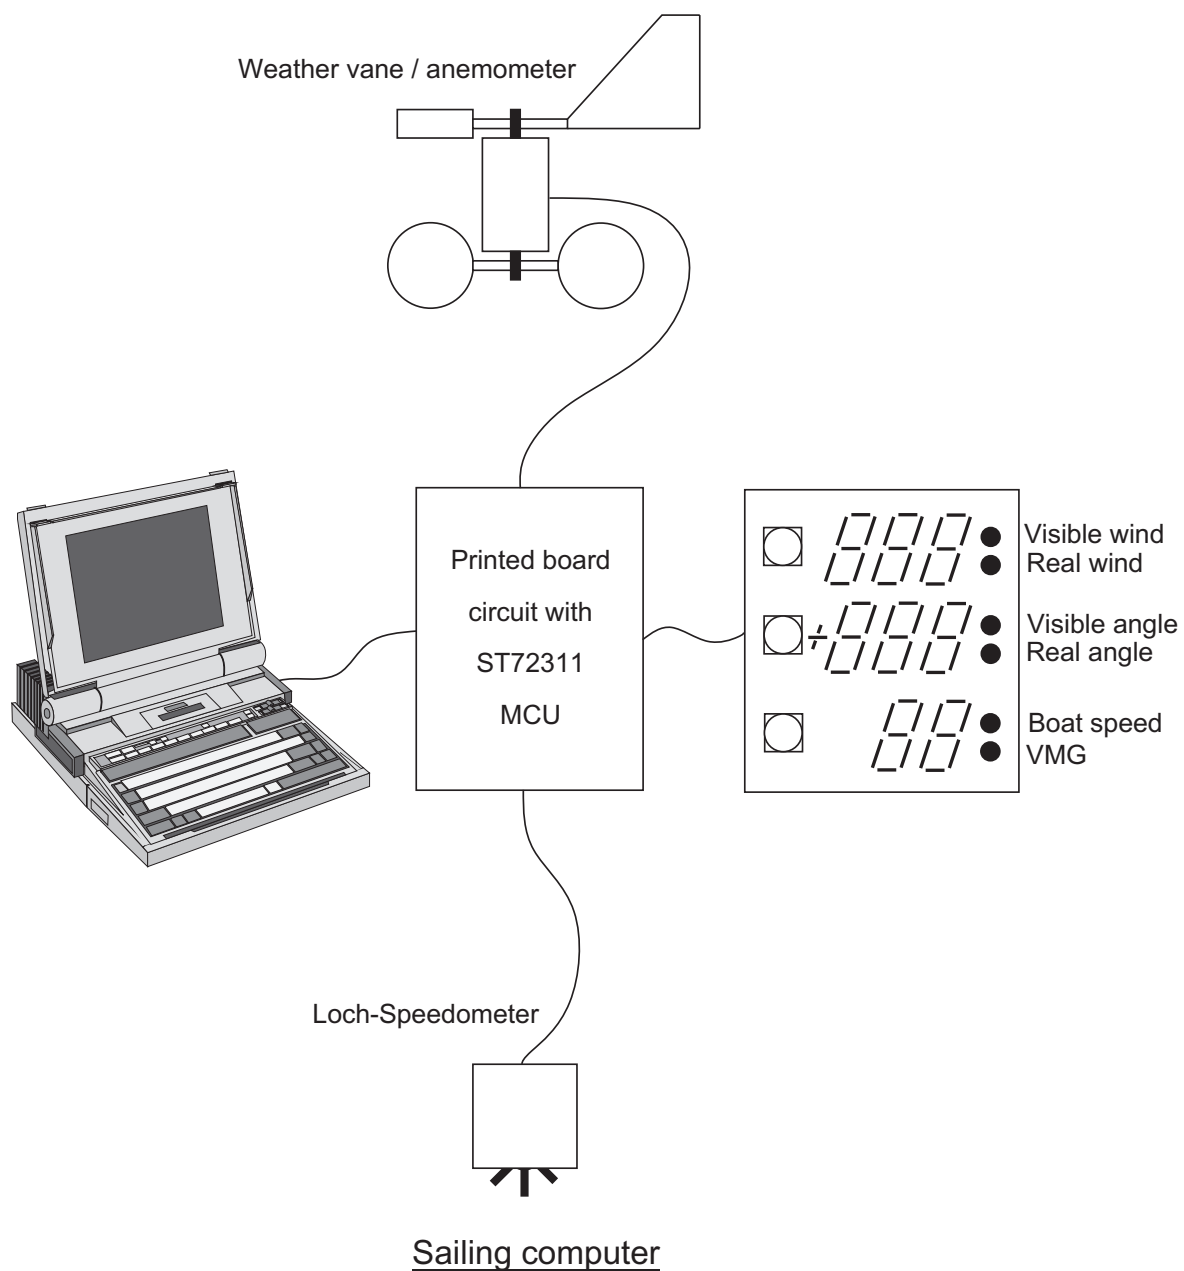 Weather vane / anemometer
Printed board
circuit with
ST72311
MCU
Visible wind
Real wind
Visible angle
Real angle
Boat speed
VMG
Loch-Speedometer
Sailing computer